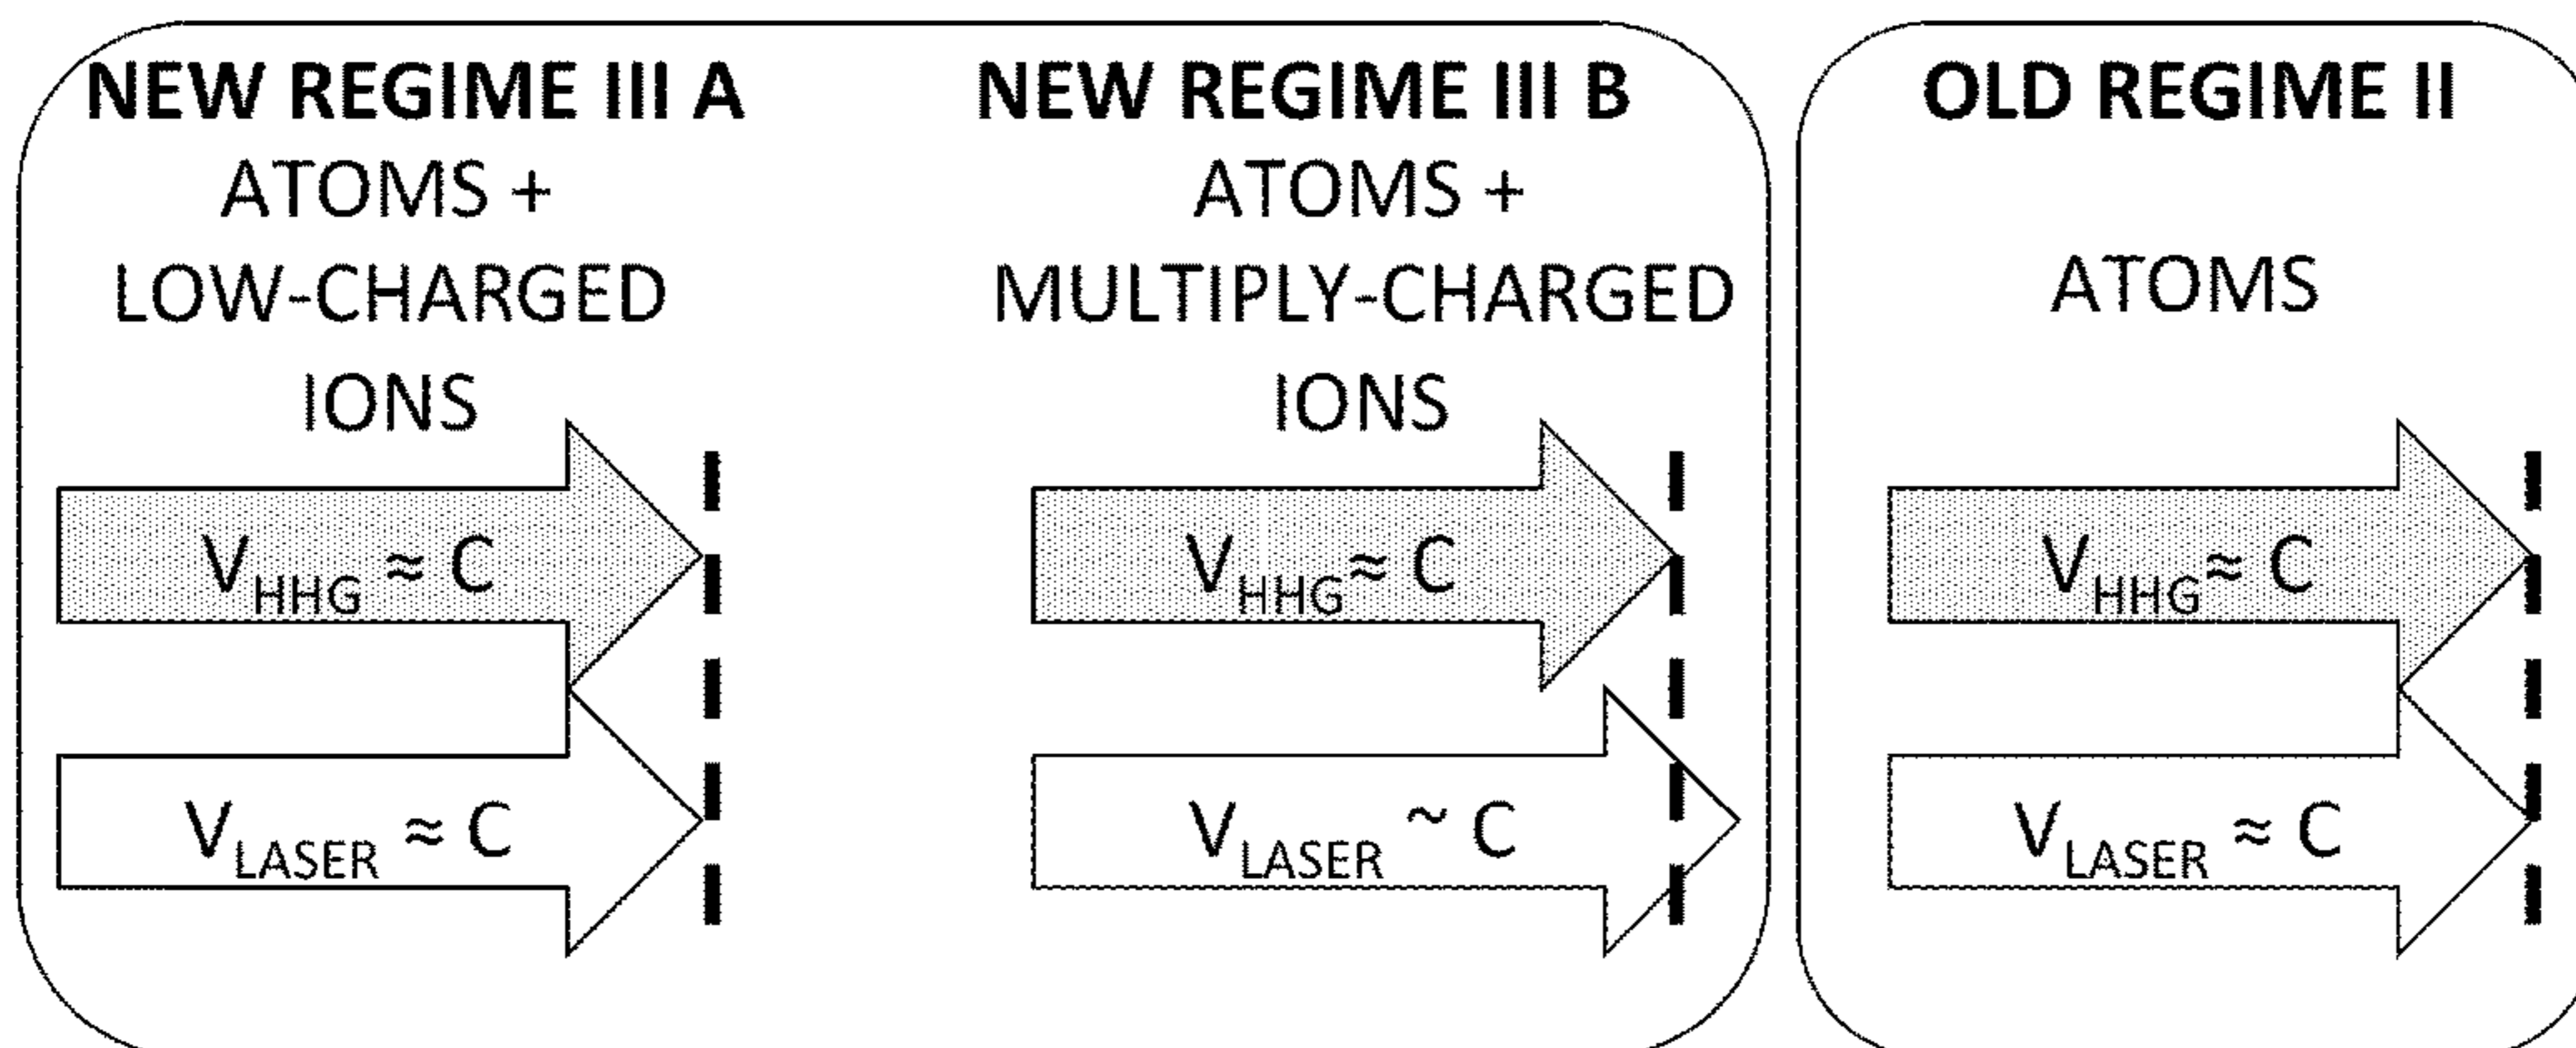 NEW REGIME III A
ATOMS +
LOW-CHARGED
IONS
V_HHG ≈ C
V_LASER ≈ C
NEW REGIME III B
ATOMS +
MULTIPLY-CHARGED
IONS
V_HHG ≈ C
V_LASER ~ C
OLD REGIME II
ATOMS
V_HHG ≈ C
V_LASER ≈ C